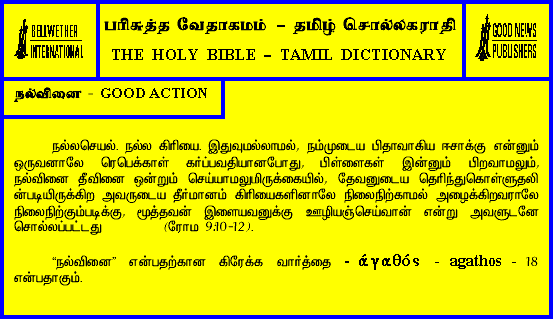 BELLWETHER
INTERNATIONAL
பரிசுத்த வேதாகமம் – தமிழ் சொல்லகராதி
THE HOLY BIBLE – TAMIL DICTIONARY
GOOD NEWS
PUBLISHERS
நல்வினை - GOOD ACTION
நல்லசெயல். நல்ல கிரியை. இதுவுமல்லாமல், நம்முடைய பிதாவாகிய ஈசாக்கு என்னும்
ஒருவனாலே ரெபெக்காள் கர்ப்பவதியானபோது, பிள்ளைகள் இன்னும் பிறவாமலும்,
நல்வினை தீவினை ஒன்றும் செய்யாமலுமிருக்கையில், தேவனுடைய தெரிந்துகொள்ளுதலி
ன்படியிருக்கிற அவருடைய தீர்மானம் கிரியைகளினாலே நிலைநிற்காமல் அழைக்கிறவராலே
நிலைநிற்கும்படிக்கு, மூத்தவன் இளையவனுக்கு ஊழியஞ்செய்வான் என்று அவளுடனே
சொல்லப்பட்டது (ரோம 9:10-12).
“நல்வினை” என்பதற்கான கிரேக்க வார்த்தை - ἀγαθός - agathos - 18
என்பதாகும்.